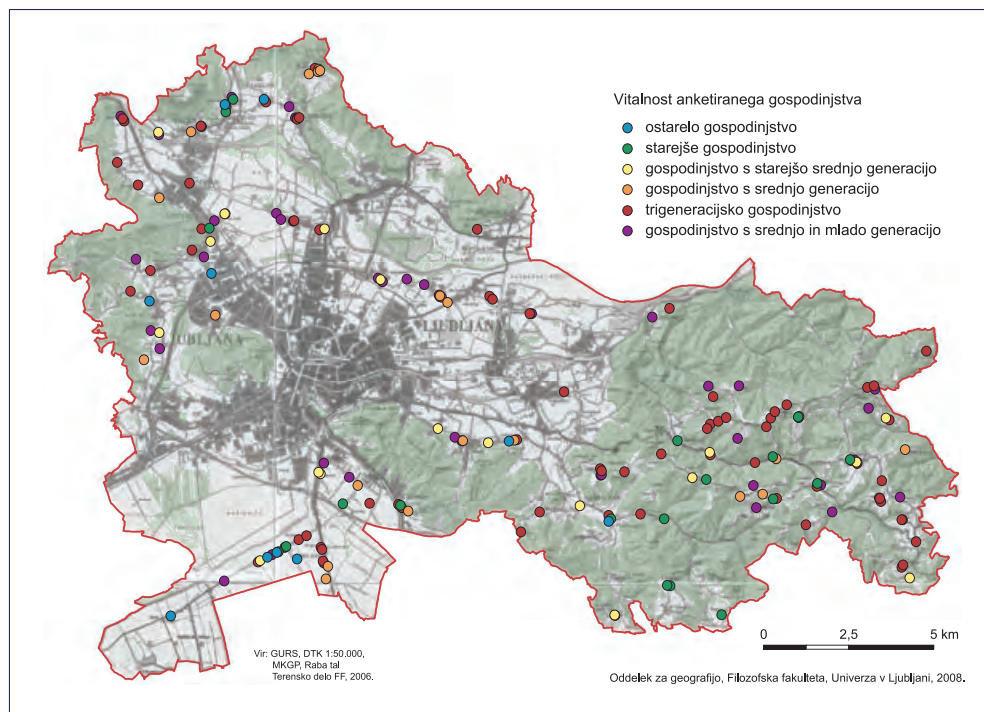 Vitalnost anketiranega gospodinjstva
ostarelo gospodinjstvo
starejše gospodinjstvo
gospodinjstvo s starejšo srednjo generacijo
gospodinjstvo s srednjo generacijo
trigeneracijsko gospodinjstvo
gospodinjstvo s srednjo in mlado generacijo
LJUBLJANA
LJUBLJANA
0 2,5 5 km
Vir: GURS, DTK 1:50.000,
MKGP, Raba tal
Terensko delo FF, 2006.
Oddelek za geografijo, Filozofska fakulteta, Univerza v Ljubljani, 2008.